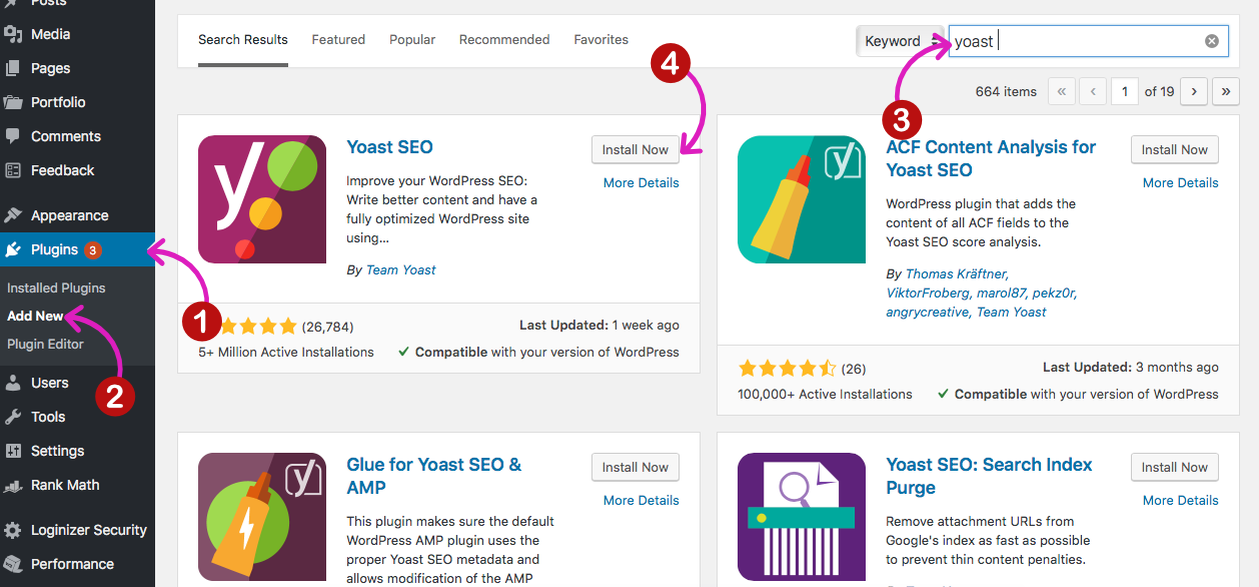 Posts
Media
Pages
Portfolio
Comments
Feedback
Appearance
Plugins 3
Installed Plugins
Add New
Plugin Editor
Users
Tools
Settings
Rank Math
Loginizer Security
Performance
1
2
3
4
Search Results Featured Popular Recommended Favorites
Keyword yoast
664 items « ‹ 1 of 19 › »
Yoast SEO
Install Now
More Details
Improve your WordPress SEO:
Write better content and have a
fully optimized WordPress site
using...
By Team Yoast
(26,784)
Last Updated: 1 week ago
5+ Million Active Installations
✓ Compatible with your version of WordPress
ACF Content Analysis for
Yoast SEO
Install Now
More Details
WordPress plugin that adds the
content of all ACF fields to the
Yoast SEO score analysis.
By Thomas Kräftner,
ViktorFroberg, marol87, pekz0r,
angrycreative, Team Yoast
(26)
Last Updated: 3 months ago
100,000+ Active Installations
✓ Compatible with your version of WordPress
Glue for Yoast SEO &
AMP
Install Now
More Details
This plugin makes sure the default
WordPress AMP plugin uses the
proper Yoast SEO metadata and
allows modification of the AMP
Yoast SEO: Search Index
Purge
Install Now
More Details
Remove attachment URLs from
Google's index as fast as possible
to prevent thin content penalties.
y
y
y